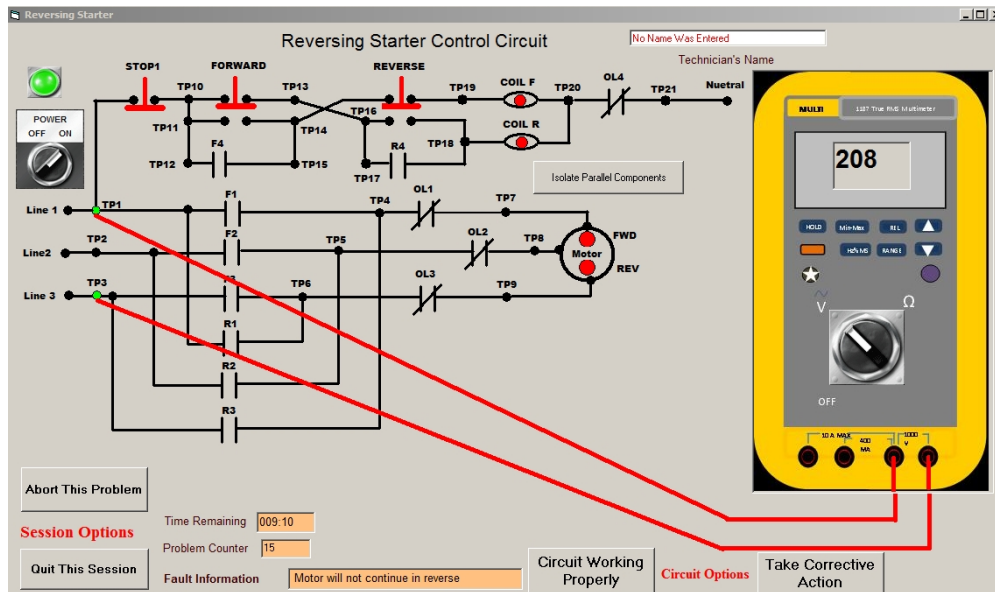 Reversing Starter
Reversing Starter Control Circuit
No Name Was Entered
Technician's Name
STOP1
FORWARD
REVERSE
TP10
TP13
TP19
COIL F
TP20
OL4
TP21
Nuetral
POWER
OFF ON
TP11
TP14
TP16
COIL R
TP12
F4
TP15
R4
TP18
TP17
Isolate Parallel Components
MULTI
1187 True RMS Multimeter
208
HOLD
Min-Max
REL
Hz% MS
RANGE
V
Ω
OFF
10 A MAX
400
MA
1000
V
Line 1
TP1
F1
TP4
OL1
TP7
Line2
TP2
F2
TP5
OL2
TP8
FWD
Motor
REV
Line 3
TP3
TP6
OL3
TP9
R1
R2
R3
Abort This Problem
Session Options
Quit This Session
Time Remaining 009:10
Problem Counter 15
Fault Information Motor will not continue in reverse
Circuit Working
Properly
Circuit Options
Take Corrective
Action